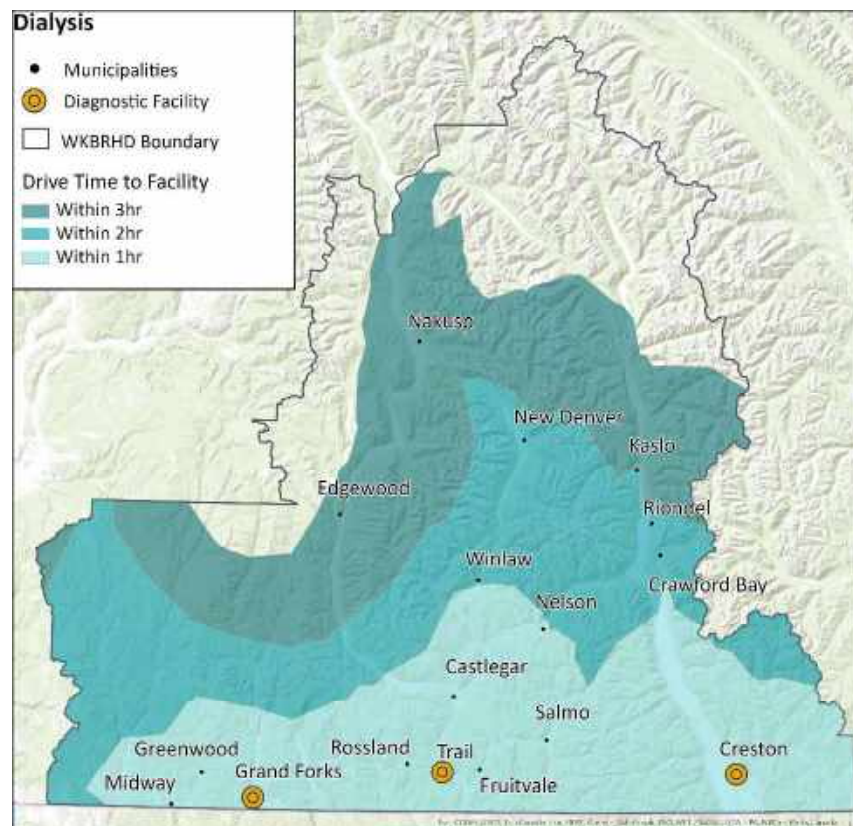 Dialysis
Municipalities
Diagnostic Facility
WKBRHD Boundary
Drive Time to Facility
Within 3hr
Within 2hr
Within 1hr
Nakusp
New Denver
Kaslo
Edgewood
Riondel
Winlaw
Crawford Bay
Nelson
Castlegar
Salmo
Greenwood
Rossland
Trail
Creston
Midway
Grand Forks
Fruitvale